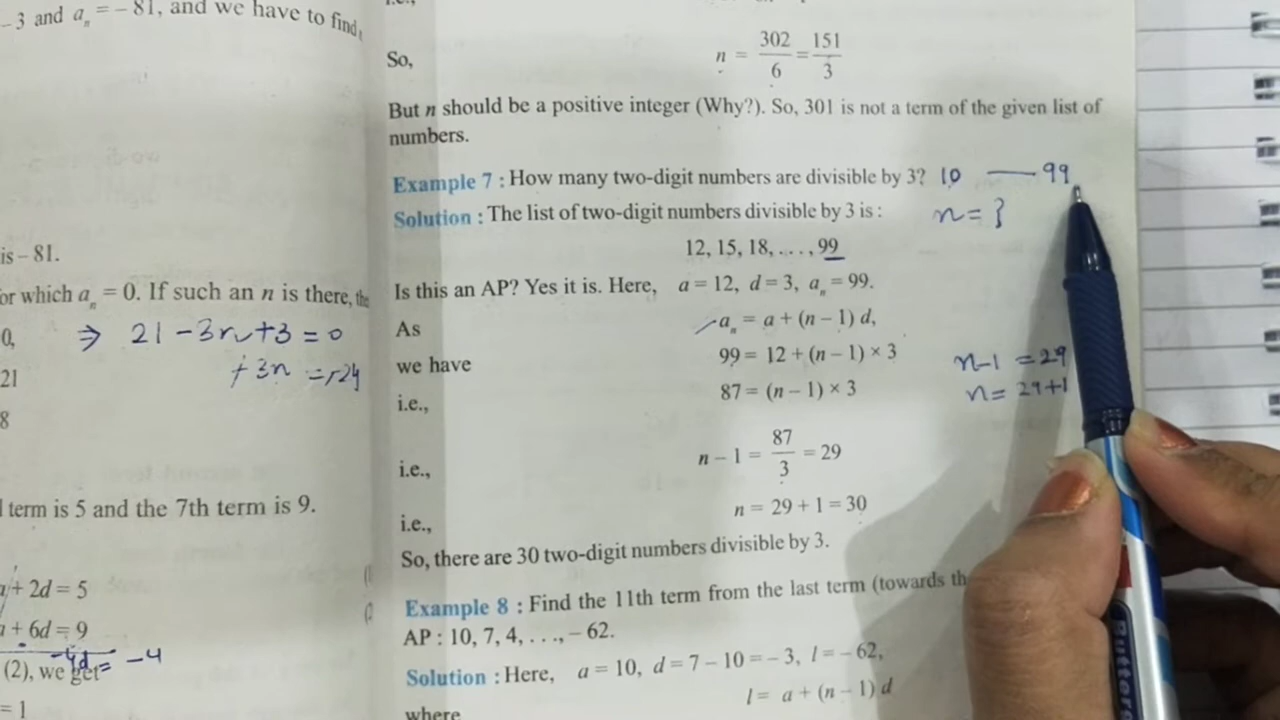 – 3 and aₙ = – 81, and we have to find,
is – 81.
or which aₙ = 0. If such an n is there, the
0,
⇒ 21 – 3n + 3 = 0
21
+ 3n = +24
8
term is 5 and the 7th term is 9.
+ 2d = 5
+ 6d = 9
-4d = -4
(2), we get
= 1
i.e.,
So, n = 302/6 = 151/3
But n should be a positive integer (Why?). So, 301 is not a term of the given list of
numbers.
Example 7 : How many two-digit numbers are divisible by 3? 10 — 99
Solution : The list of two-digit numbers divisible by 3 is : n = ?
12, 15, 18, . . . , 99
Is this an AP? Yes it is. Here, a = 12, d = 3, aₙ = 99.
As aₙ = a + (n – 1) d,
we have 99 = 12 + (n – 1) × 3 n-1 = 29
i.e., 87 = (n – 1) × 3 n = 29+1
i.e., n – 1 = 87/3 = 29
i.e., n = 29 + 1 = 30
So, there are 30 two-digit numbers divisible by 3.
Example 8 : Find the 11th term from the last term (towards th
AP : 10, 7, 4, . . ., – 62.
Solution : Here, a = 10, d = 7 – 10 = – 3, l = – 62,
where l = a + (n – 1) d
Butter